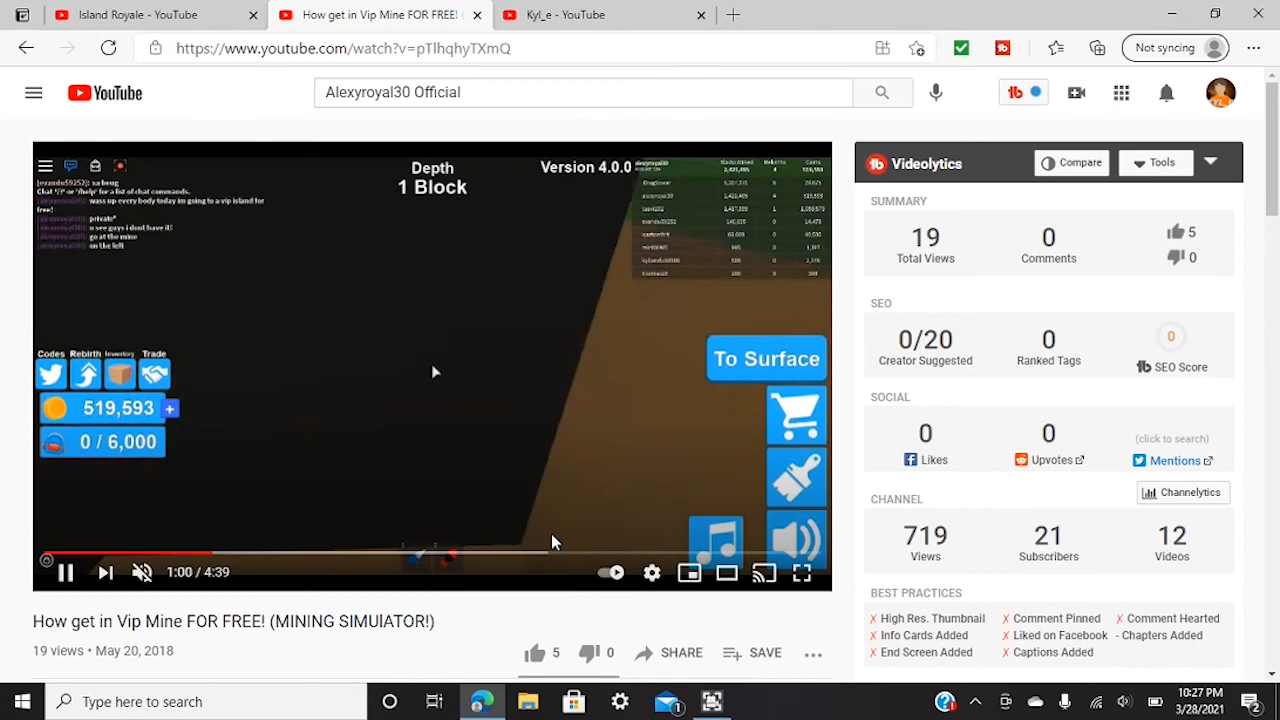 Island Royale - YouTube
How get in Vip Mine FOR FREE! (
Kyl_e - YouTube
https://www.youtube.com/watch?v=pTlhqhyTXmQ
Not syncing
YouTube
Alexyroyal30 Official
Depth
1 Block
Version 4.0.0
Chat '/?' or '/help' for a list of chat commands.
wass up every body today im going to a vip island for
free!
private*
u see guys i dont have it!
go at the mine
on the left
Codes Rebirth Inventory Trade
519,593
0 / 6,000
To Surface
1:00 / 4:39
How get in Vip Mine FOR FREE! (MINING SIMUlATOR!)
19 views • May 20, 2018
5
0
SHARE
SAVE
Videolytics
Compare
Tools
SUMMARY
19
Total Views
0
Comments
5
0
SEO
0/20
Creator Suggested
0
Ranked Tags
0
SEO Score
SOCIAL
0
Likes
0
Upvotes
(click to search)
Mentions
CHANNEL
Channelytics
719
Views
21
Subscribers
12
Videos
BEST PRACTICES
X High Res. Thumbnail X Comment Pinned X Comment Hearted
X Info Cards Added X Liked on Facebook - Chapters Added
X End Screen Added X Captions Added
Type here to search
10:27 PM
3/28/2021